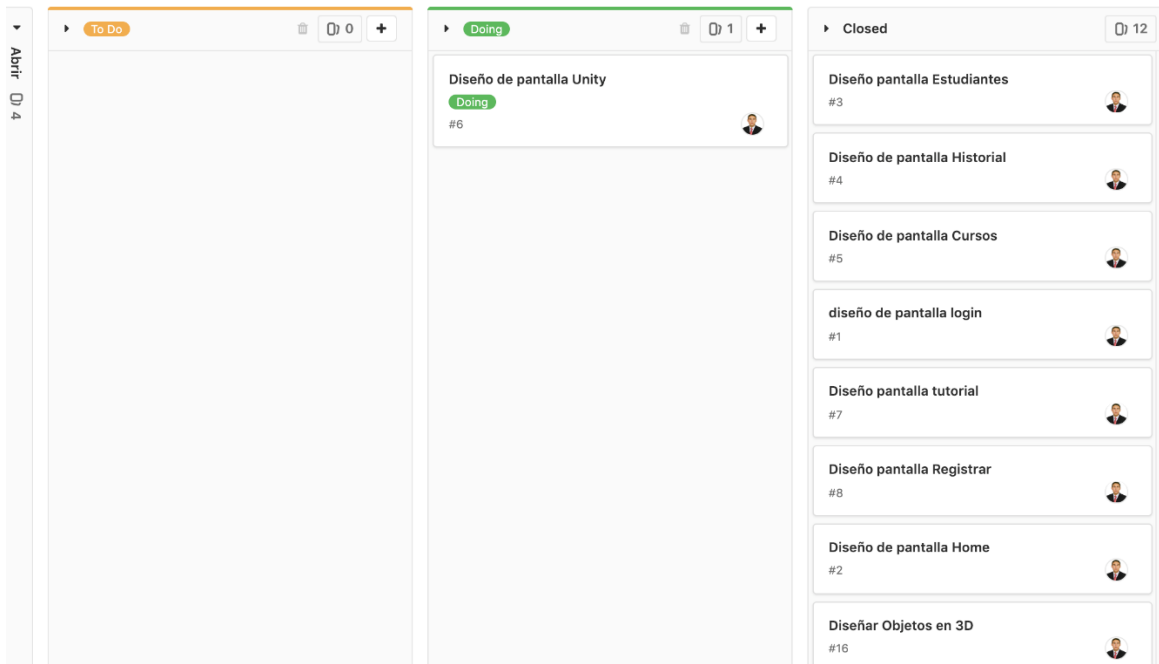 Abrir
4
To Do
0
Doing
1
Diseño de pantalla Unity
Doing
#6
Closed
12
Diseño pantalla Estudiantes
#3
Diseño de pantalla Historial
#4
Diseño de pantalla Cursos
#5
diseño de pantalla login
#1
Diseño pantalla tutorial
#7
Diseño pantalla Registrar
#8
Diseño de pantalla Home
#2
Diseñar Objetos en 3D
#16